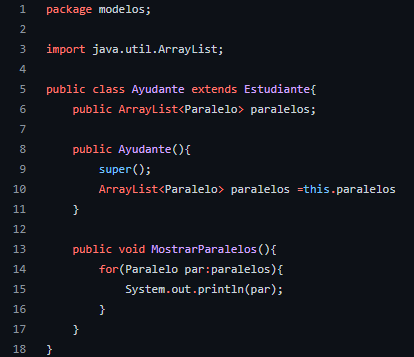 1 package modelos;
2
3 import java.util.ArrayList;
4
5 public class Ayudante extends Estudiante{
6     public ArrayList<Paralelo> paralelos;
7
8     public Ayudante(){
9         super();
10         ArrayList<Paralelo> paralelos =this.paralelos
11     }
12
13     public void MostrarParalelos(){
14         for(Paralelo par:paralelos){
15             System.out.println(par);
16         }
17     }
18 }